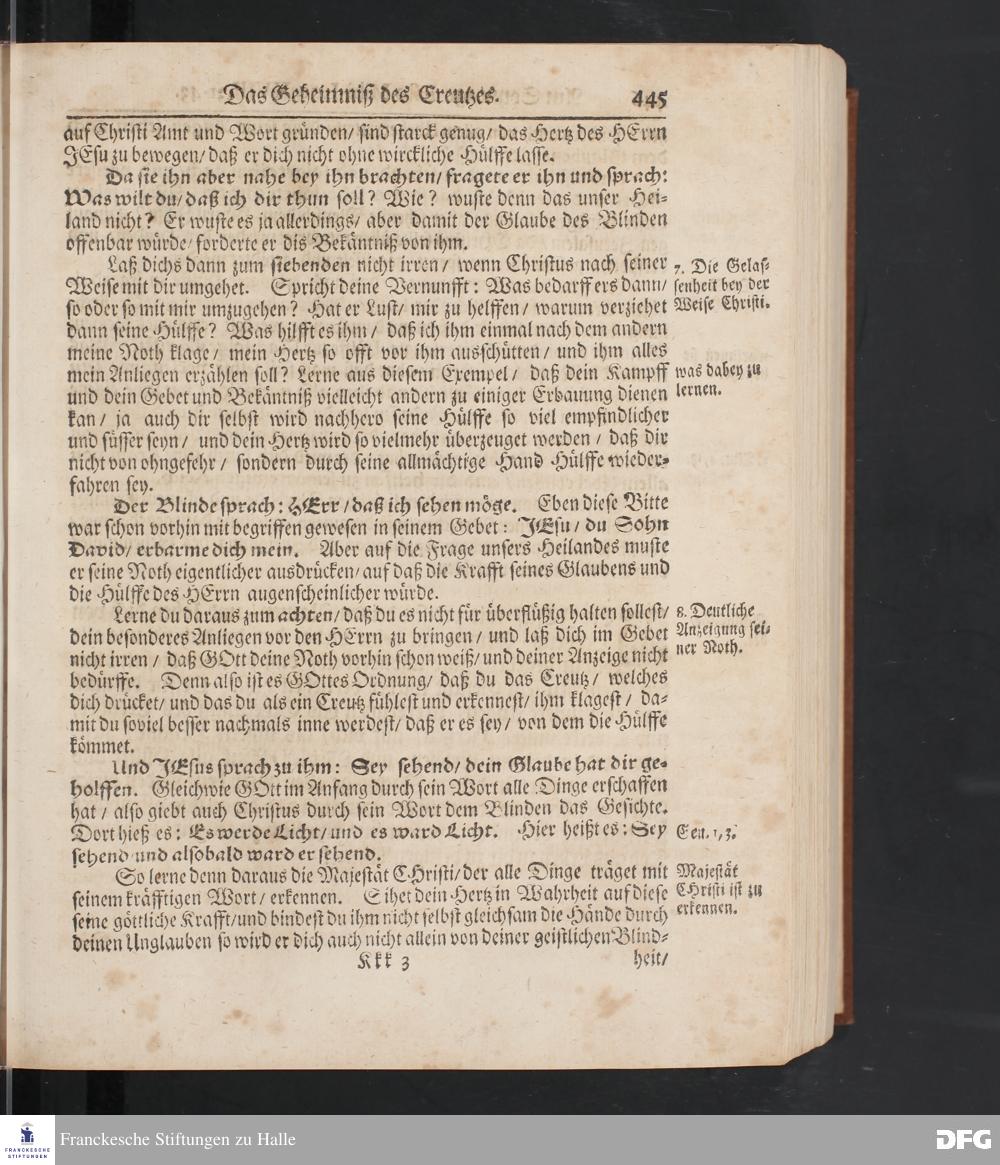 Das Geheimniß des Creutzes. 445
auf Christi Amt und Wort gründen/ sind starck genug/ das Hertz des HErrn
JEsu zu bewegen/ daß er dich nicht ohne wirckliche Hülffe lasse.
Da sie ihn aber nahe bey ihn brachten/ fragete er ihn und sprach:
Was wilt du/ daß ich dir thun soll? Wie? wuste denn das unser Hei-
land nicht? Er wuste es ja allerdings/ aber damit der Glaube des Blinden
offenbar würde/ forderte er dis Bekäntniß von ihm.
Laß dichs dann zum siebenden nicht irren/ wenn Christus nach seiner
Weise mit dir umgehet. Spricht deine Vernunfft: Was bedarff ers dann/
so oder so mit mir umzugehen? Hat er Lust/ mir zu helffen/ warum verziehet
dann seine Hülffe? Was hilfft es ihm/ daß ich ihm einmal nach dem andern
meine Noth klage/ mein Hertz so offt vor ihm ausschütten/ und ihm alles
mein Anliegen erzählen soll? Lerne aus diesem Exempel/ daß dein Kampff
und dein Gebet und Bekäntniß vielleicht andern zu einiger Erbauung dienen
kan/ ja auch dir selbst wird nachhero seine Hülffe so viel empfindlicher
und süsser seyn/ und dein Hertz wird so vielmehr überzeuget werden/ daß dir
nicht von ohngefehr/ sondern durch seine allmächtige Hand Hülffe wieder-
fahren sey.
7. Die Gelas-
senheit bey der
Weise Christi.
was dabey zu
lernen.
Der Blinde sprach: HErr/ daß ich sehen möge. Eben diese Bitte
war schon vorhin mit begriffen gewesen in seinem Gebet: JEsu/ du Sohn
David/ erbarme dich mein. Aber auf die Frage unsers Heilandes muste
er seine Noth eigentlicher ausdrücken/ auf daß die Krafft seines Glaubens und
die Hülffe des HErrn augenscheinlicher würde.
Lerne du daraus zum achten/ daß du es nicht für überflüßig halten sollest/
dein besonderes Anliegen vor den HErrn zu bringen/ und laß dich im Gebet
nicht irren/ daß GOtt deine Noth vorhin schon weiß/ und deiner Anzeige nicht
bedürffe. Denn also ist es GOttes Ordnung/ daß du das Creutz/ welches
dich drücket/ und das du als ein Creutz fühlest und erkennest/ ihm klagest/ da-
mit du soviel besser nachmals inne werdest/ daß er es sey/ von dem die Hülffe
kömmet.
8. Deutliche
Anzeigung sei-
ner Noth.
Und JEsus sprach zu ihm: Sey sehend/ dein Glaube hat dir ge-
holffen. Gleichwie GOtt im Anfang durch sein Wort alle Dinge erschaffen
hat/ also giebt auch Christus durch sein Wort dem Blinden das Gesichte.
Dort hieß es: Es werde Licht/ und es ward Licht. Hier heißt es: Sey
sehend und alsobald ward er sehend.
Gen. 1, 3.
So lerne denn daraus die Majestät CHristi/ der alle Dinge träget mit
seinem kräfftigen Wort/ erkennen. Sihet dein Hertz in Wahrheit auf diese
seine göttliche Krafft/ und bindest du ihm nicht selbst gleichsam die Hände durch
deinen Unglauben so wird er dich auch nicht allein von deiner geistlichen Blind-
Majestät
CHristi ist zu
erkennen.
Kkk 3 heit/
FRANCKESCHE
STIFTUNGEN
Franckesche Stiftungen zu Halle
DFG